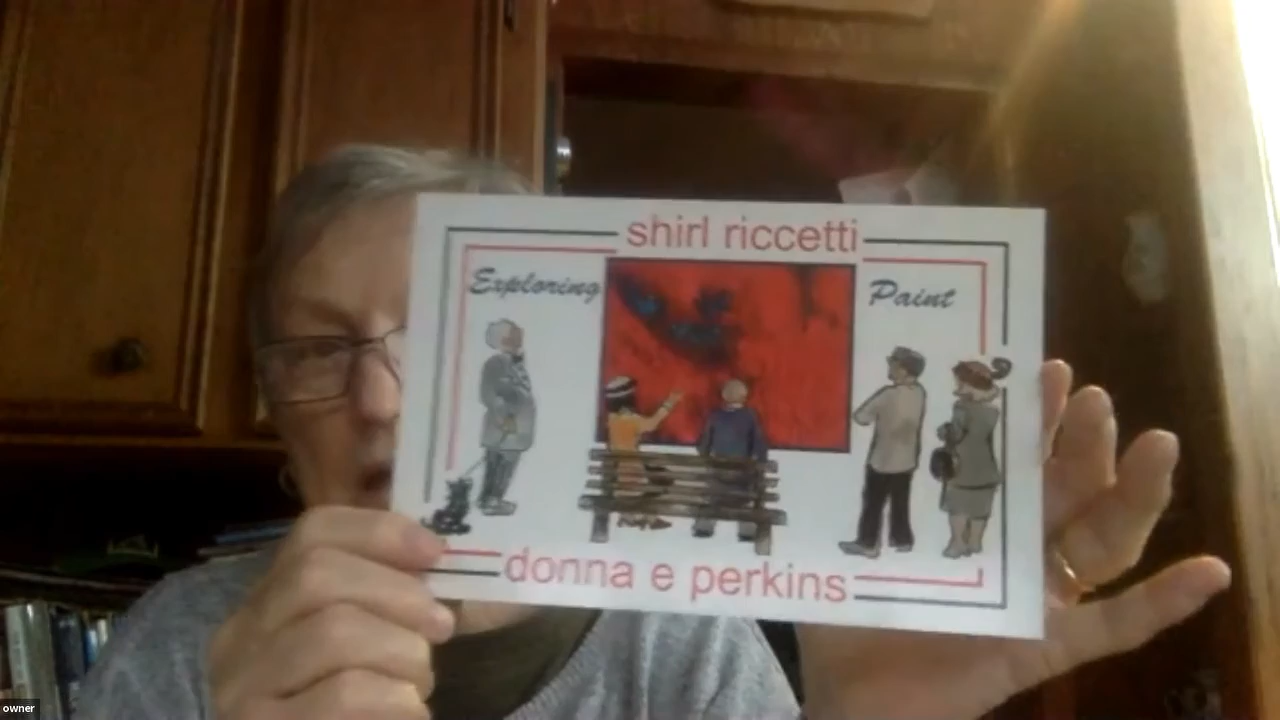 shirl riccetti
Exploring
Paint
donna e perkins
owner